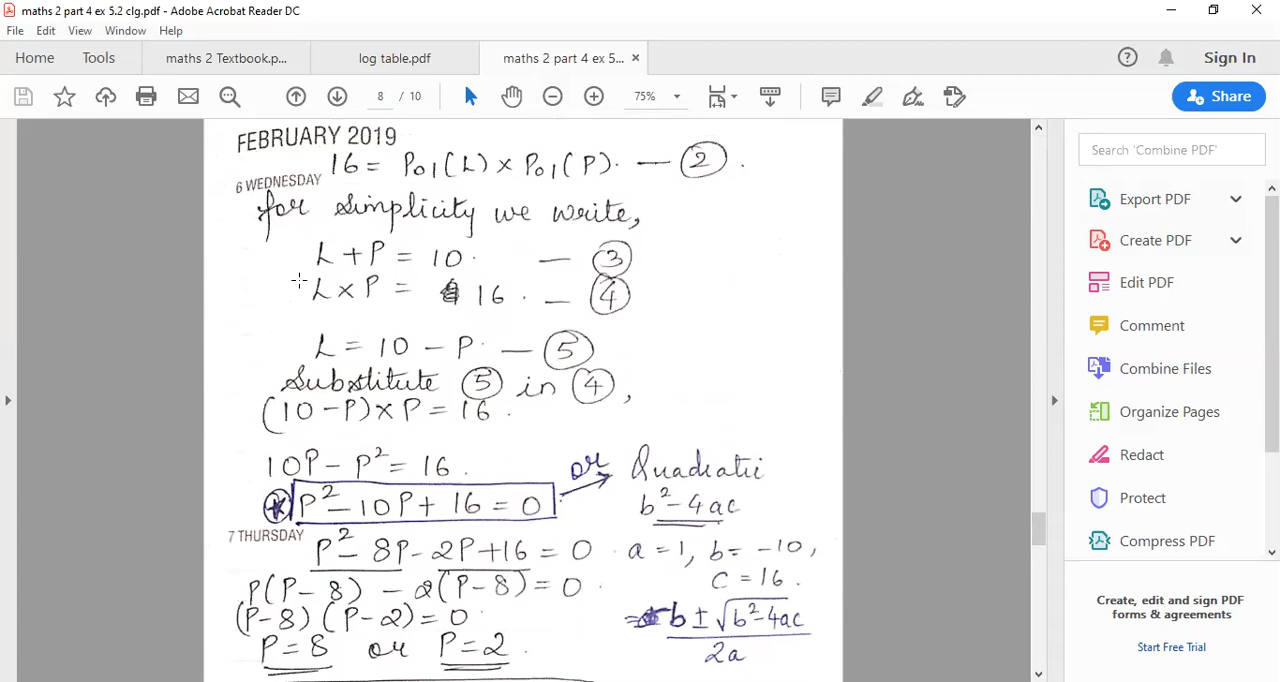 maths 2 part 4 ex 5.2 clg.pdf - Adobe Acrobat Reader DC
File Edit View Window Help
Home Tools maths 2 Textbook.p... log table.pdf maths 2 part 4 ex 5... × ? Sign In
8 / 10 75% Share
FEBRUARY 2019
16 = P01(L) × P01(P). — ②
6 WEDNESDAY
for simplicity we write,
L + P = 10. — ③
L × P = 16. — ④
L = 10 - P. — ⑤
Substitute ⑤ in ④,
(10 - P) × P = 16.
10P - P² = 16.
P² - 10P + 16 = 0
or → Quadratic
b² - 4ac
7 THURSDAY
P² - 8P - 2P + 16 = 0
P(P - 8) - 2(P - 8) = 0
(P - 8) (P - 2) = 0
P = 8 or P = 2.
a = 1, b = -10,
c = 16.
= -b ± √b² - 4ac
2a
Search 'Combine PDF'
Export PDF
Create PDF
Edit PDF
Comment
Combine Files
Organize Pages
Redact
Protect
Compress PDF
Create, edit and sign PDF
forms & agreements
Start Free Trial